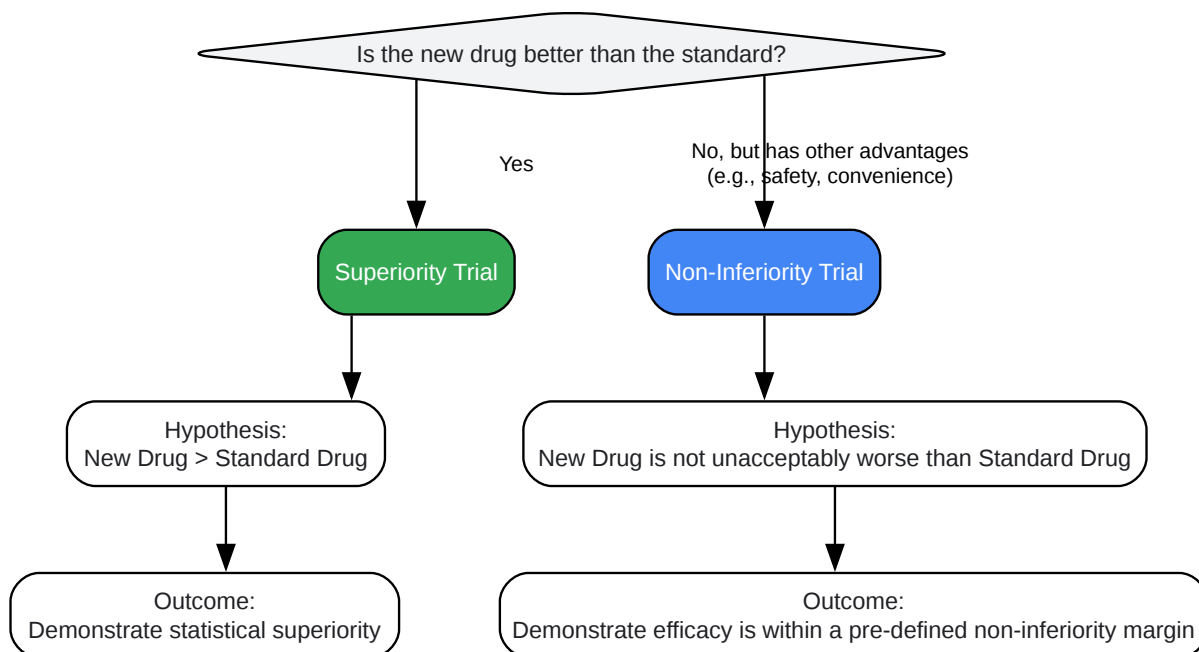 Is the new drug better than the standard?
Yes
No, but has other advantages
(e.g., safety, convenience)
Superiority Trial
Non-Inferiority Trial
Hypothesis:
New Drug > Standard Drug
Hypothesis:
New Drug is not unacceptably worse than Standard Drug
Outcome:
Demonstrate statistical superiority
Outcome:
Demonstrate efficacy is within a pre-defined non-inferiority margin